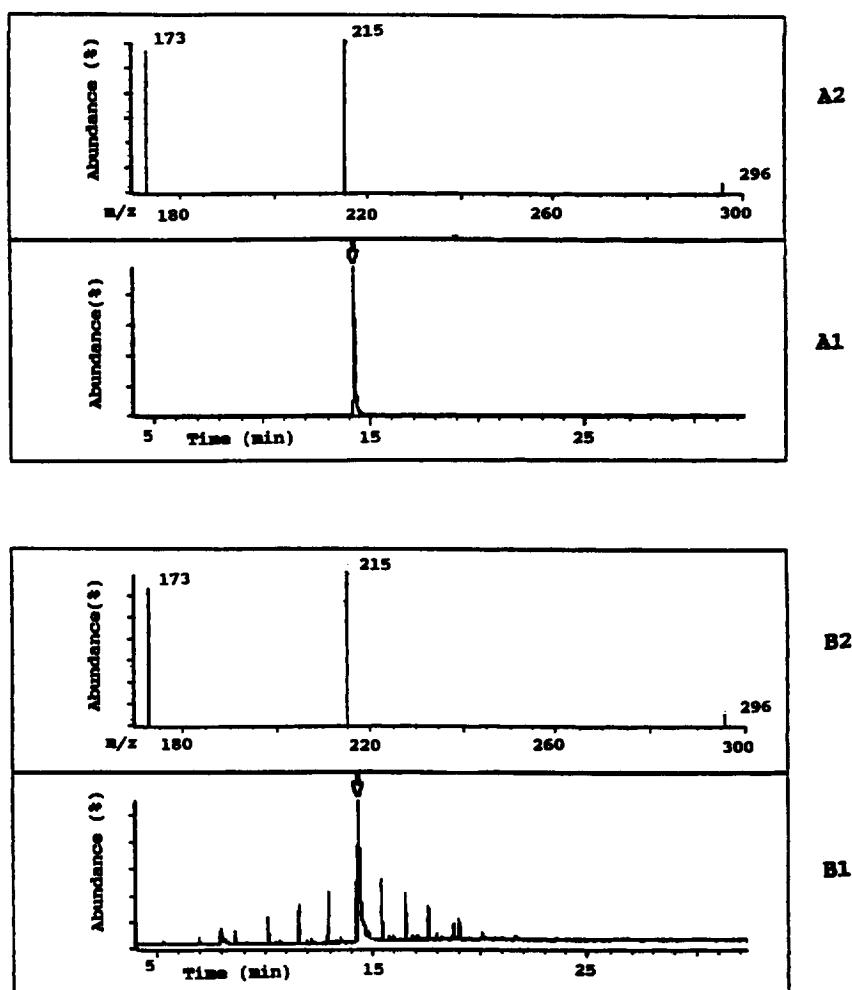 173
215
Abundance (%)
296
A2
m/z 180 220 260 300
Abundance(%)
A1
5 Time (min) 15 25
173
215
Abundance(%)
296
B2
m/z 180 220 260 300
Abundance (%)
B1
5 Time (min) 15 25